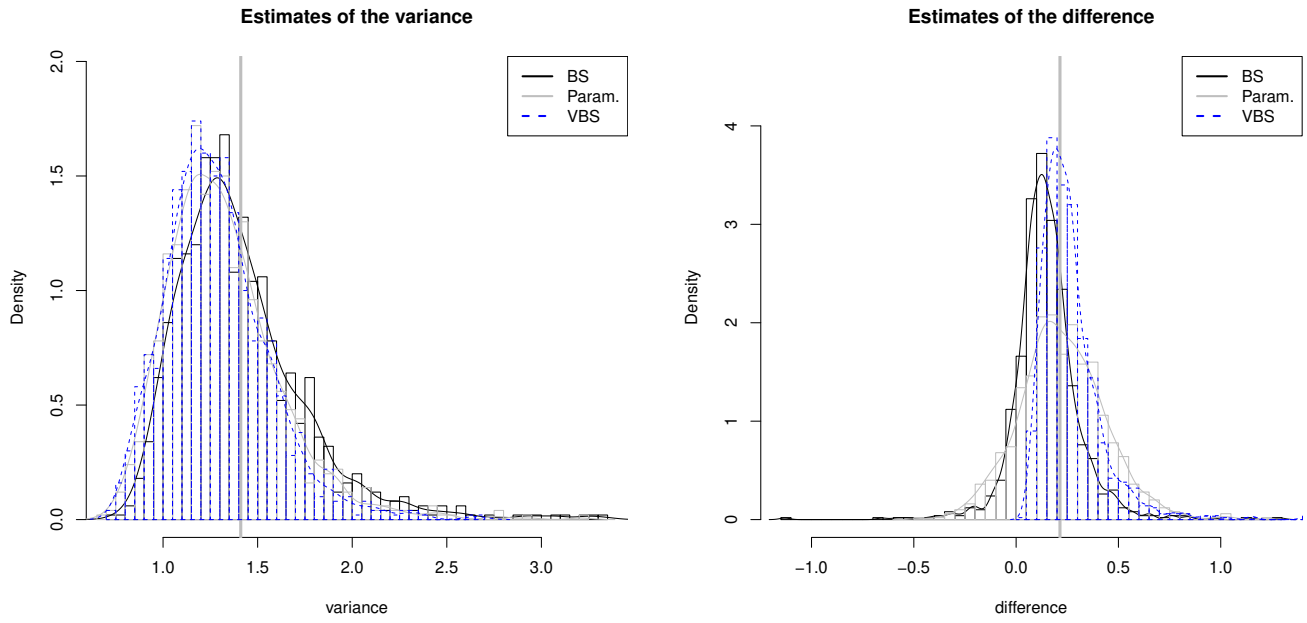 Estimates of the variance
2.0
1.5
1.0
0.5
0.0
Density
BS
Param.
VBS
1.0
1.5
2.0
2.5
3.0
variance
Estimates of the difference
4
3
2
1
0
Density
BS
Param.
VBS
−1.0
−0.5
0.0
0.5
1.0
difference